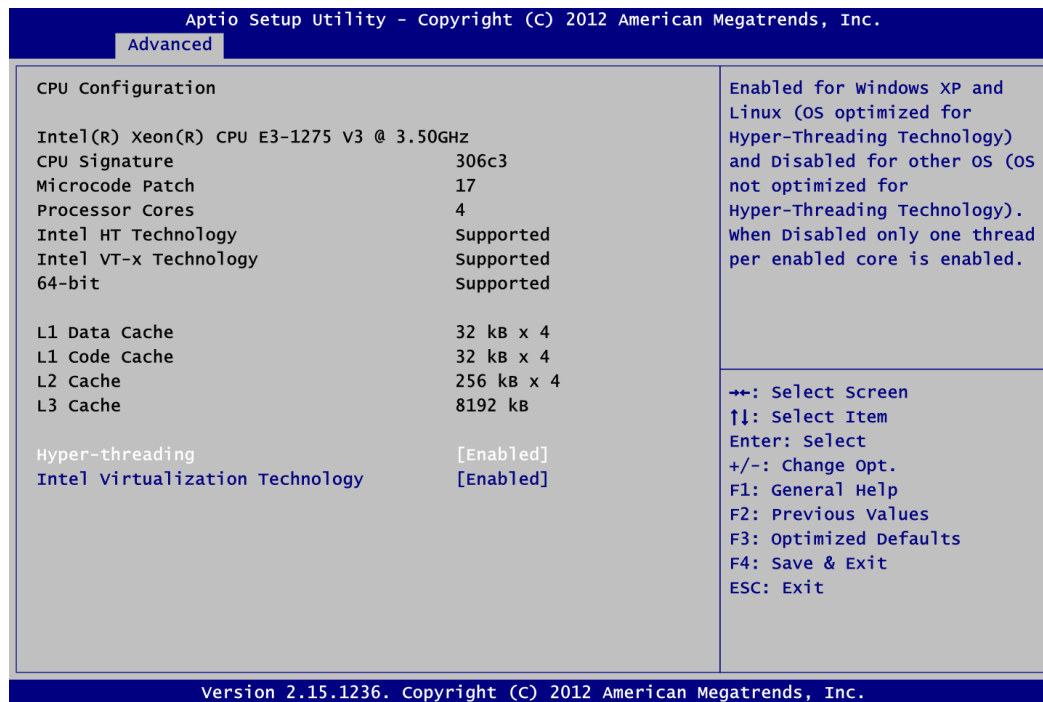 Aptio Setup Utility - Copyright (C) 2012 American Megatrends, Inc.
Advanced
CPU Configuration
Intel(R) Xeon(R) CPU E3-1275 V3 @ 3.50GHz
CPU Signature 306c3
Microcode Patch 17
Processor Cores 4
Intel HT Technology Supported
Intel VT-x Technology Supported
64-bit Supported
L1 Data Cache 32 kB x 4
L1 Code Cache 32 kB x 4
L2 Cache 256 kB x 4
L3 Cache 8192 kB
Hyper-threading [Enabled]
Intel Virtualization Technology [Enabled]
Enabled for Windows XP and
Linux (OS optimized for
Hyper-Threading Technology)
and Disabled for other OS (OS
not optimized for
Hyper-Threading Technology).
When Disabled only one thread
per enabled core is enabled.
→←: Select Screen
↑↓: Select Item
Enter: Select
+/-: Change Opt.
F1: General Help
F2: Previous Values
F3: Optimized Defaults
F4: Save & Exit
ESC: Exit
Version 2.15.1236. Copyright (C) 2012 American Megatrends, Inc.